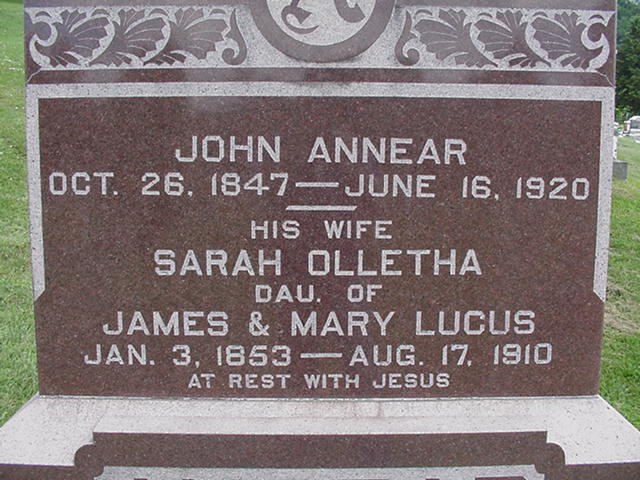 JOHN ANNEAR
OCT. 26, 1847 — JUNE 16, 1920
HIS WIFE
SARAH OLLETHA
DAU. OF
JAMES & MARY LUCUS
JAN. 3, 1853 — AUG. 17, 1910
AT REST WITH JESUS